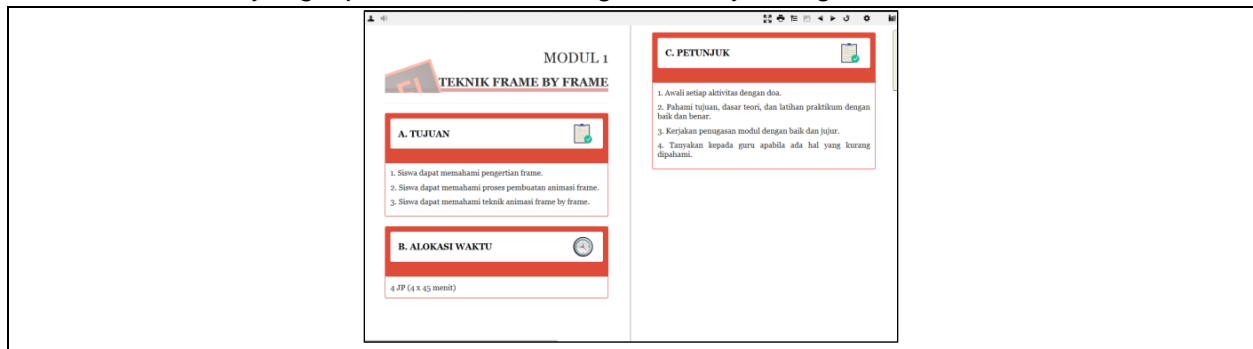 MODUL 1
TEKNIK FRAME BY FRAME
A. TUJUAN
1. Siswa dapat memahami pengertian frame.
2. Siswa dapat memahami proses pembuatan animasi frame.
3. Siswa dapat memahami teknik animasi frame by frame.
B. ALOKASI WAKTU
4 JP (4 x 45 menit)
C. PETUNJUK
1. Awali setiap aktivitas dengan doa.
2. Pahami tujuan, dasar teori, dan latihan praktikum dengan
baik dan benar.
3. Kerjakan penugasan modul dengan baik dan jujur.
4. Tanyakan kepada guru apabila ada hal yang kurang
dipahami.